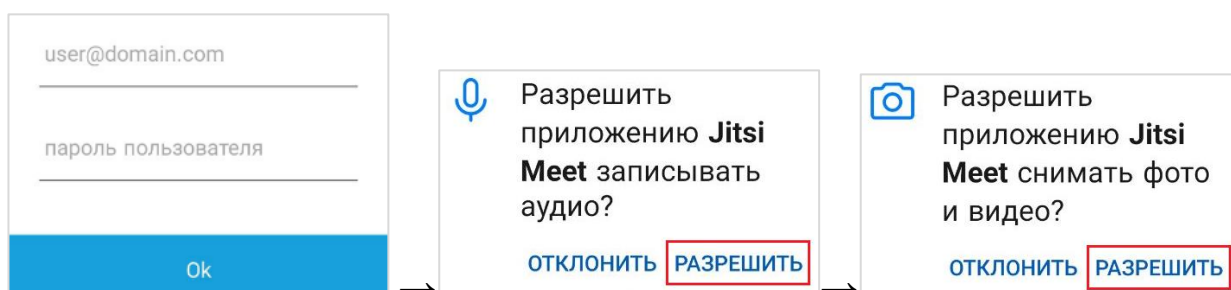 user@domain.com
пароль пользователя
Ok
→
Разрешить
приложению Jitsi
Meet записывать
аудио?
ОТКЛОНИТЬ РАЗРЕШИТЬ
→
Разрешить
приложению Jitsi
Meet снимать фото
и видео?
ОТКЛОНИТЬ РАЗРЕШИТЬ